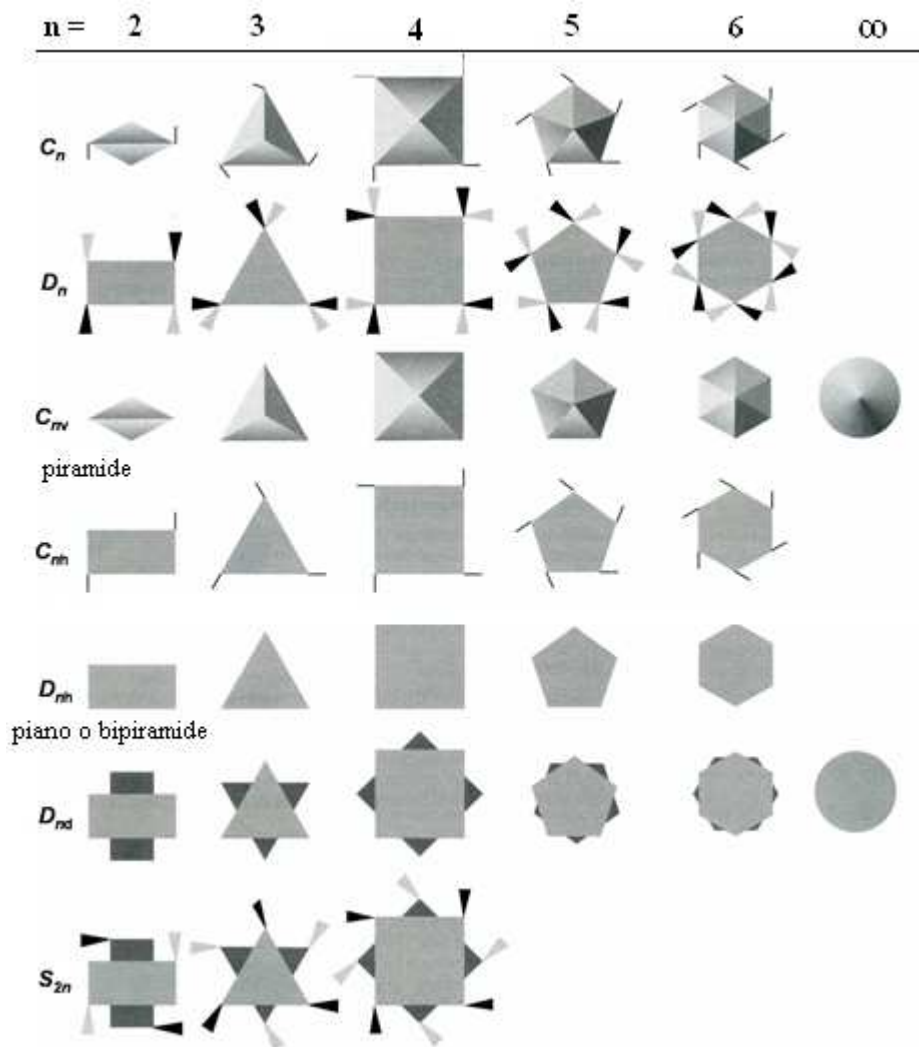 n = 2 3 4 5 6 ∞
Cn
Dn
Cnv
piramide
Cnh
Dnh
piano o bipiramide
Dnd
S2n